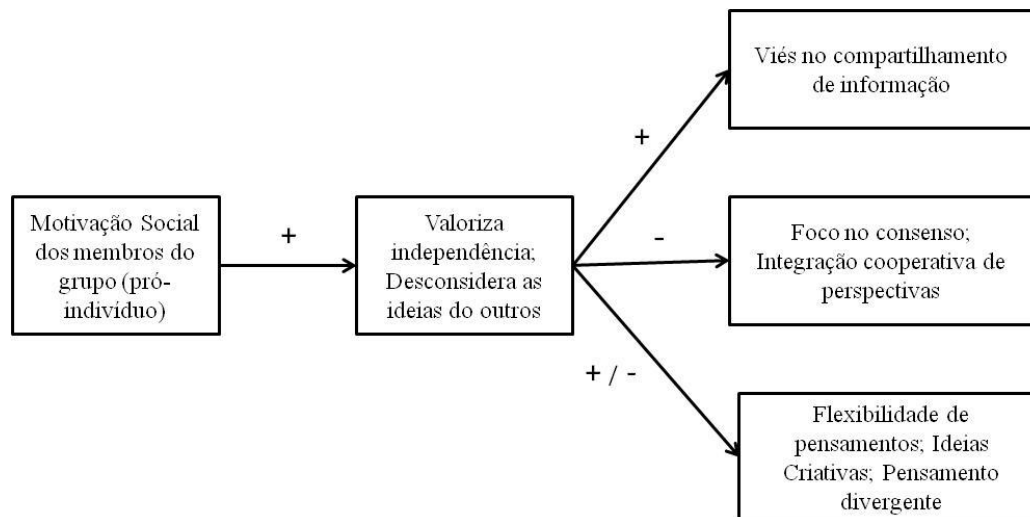 Viés no compartilhamento
de informação
+
Motivação Social
dos membros do
grupo (pró-
indivíduo)
+
Valoriza
independência;
Desconsidera as
ideias do outros
-
Foco no consenso;
Integração cooperativa de
perspectivas
+ / -
Flexibilidade de
pensamentos; Ideias
Criativas; Pensamento
divergente